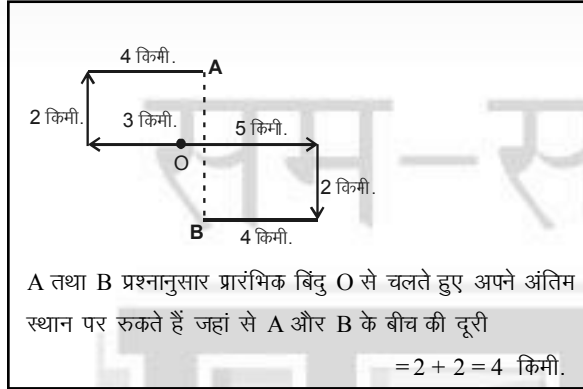 4 किमी.
A
2 किमी.
3 किमी.
5 किमी.
O
2 किमी.
B
4 किमी.
A तथा B प्रश्नानुसार प्रारंभिक बिंदु O से चलते हुए अपने अंतिम
स्थान पर रुकते हैं जहां से A और B के बीच की दूरी
= 2 + 2 = 4 किमी.